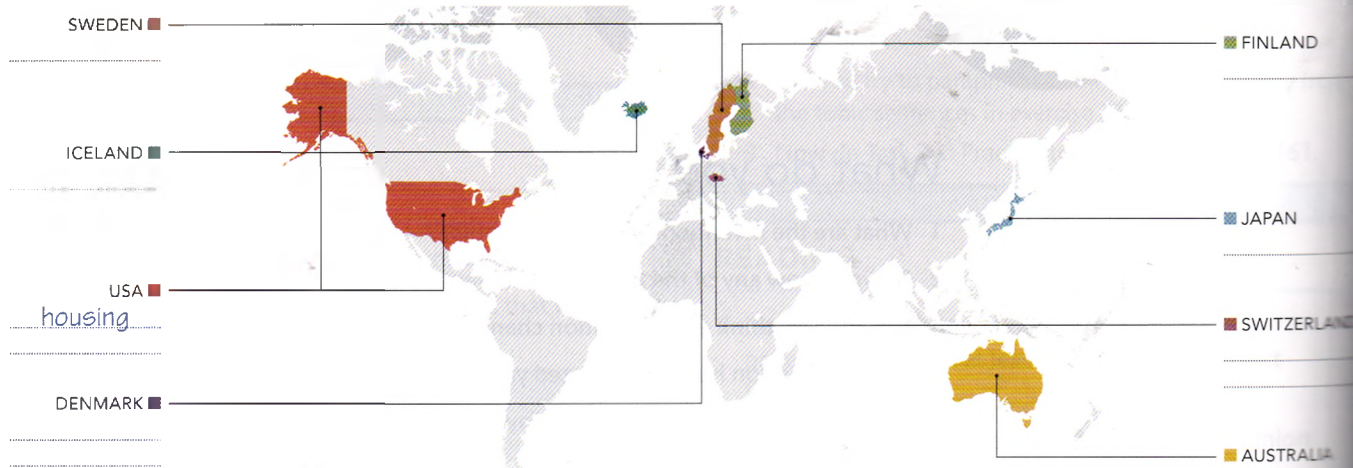 SWEDEN
FINLAND
ICELAND
JAPAN
USA
housing
SWITZERLAND
DENMARK
AUSTRALIA